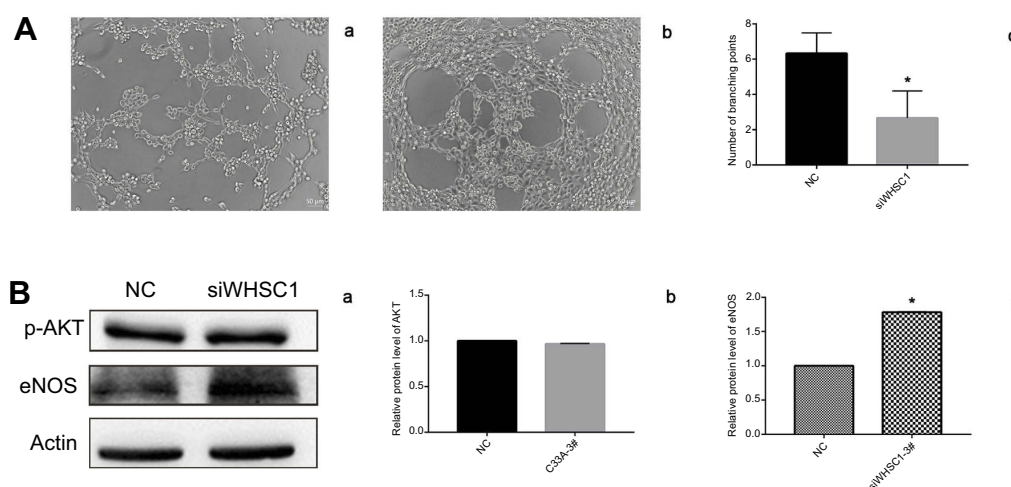 A
a
b
50 µm
Number of branching points
8
6
4
2
0
*
NC
siWHSC1
B
NC siWHSC1
p-AKT
eNOS
Actin
a
Relative protein level of AKT
1.5
1.0
0.5
0.0
NC
C33A-3#
b
Relative protein level of eNOS
2.0
1.5
1.0
0.5
0.0
*
NC
siWHSC1-3#